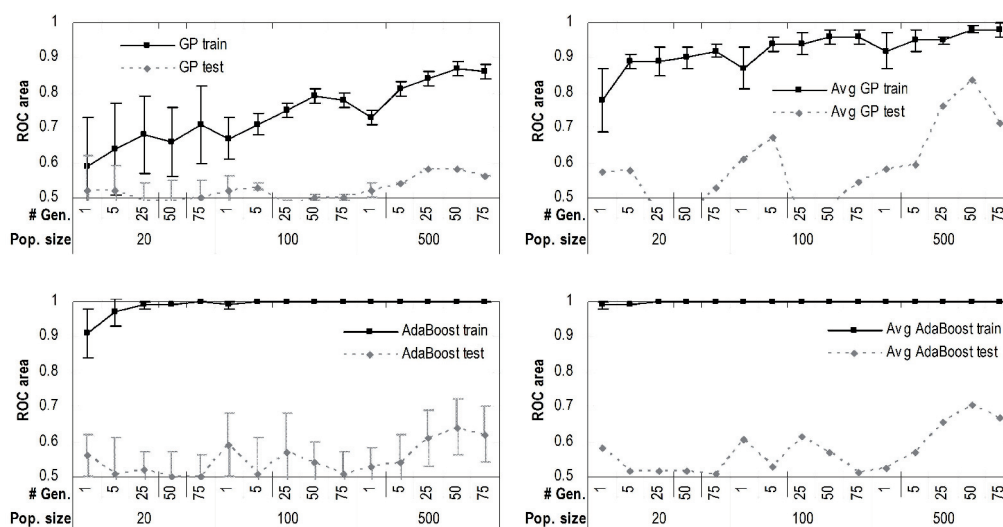 1
GP train
0.9
GP test
0.8
ROC area
0.7
0.6
0.5
# Gen. 1 5 25 50 75 1 5 25 50 75 1 5 25 50 75
Pop. size 20 100 500
1
0.9
0.8
ROC area
Avg GP train
0.7
Avg GP test
0.6
0.5
# Gen. 1 5 25 50 75 1 5 25 50 75 1 5 25 50 75
Pop. size 20 100 500
1
AdaBoost train
0.9
AdaBoost test
0.8
ROC area
0.7
0.6
0.5
# Gen. 1 5 25 50 75 1 5 25 50 75 1 5 25 50 75
Pop. size 20 100 500
1
Avg AdaBoost train
0.9
Avg AdaBoost test
0.8
ROC area
0.7
0.6
0.5
# Gen. 1 5 25 50 75 1 5 25 50 75 1 5 25 50 75
Pop. size 20 100 500